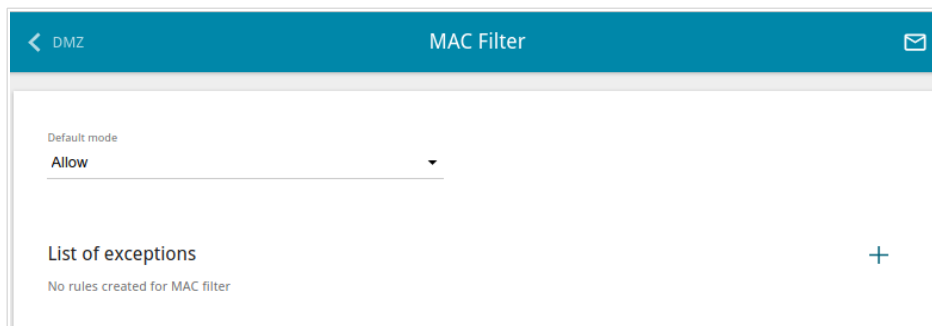 DMZ
MAC Filter
Default mode
Allow
List of exceptions
No rules created for MAC filter